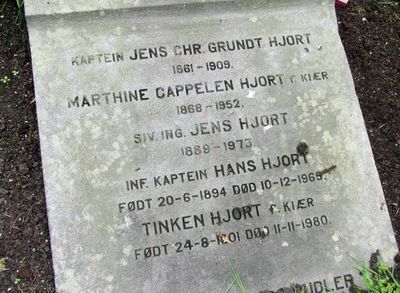 KAPTEIN JENS CHR. GRUNDT HJORT
1861-1909.
MARTHINE CAPPELEN HJORT F. KIÆR
1868-1952.
SIV. ING. JENS HJORT
1889-1973
INF. KAPTEIN HANS HJORT
FØDT 20-6-1894 DØD 10-12-1969.
TINKEN HJORT F. KIÆR
FØDT 24-8-1901 DØD 11-11-1980.